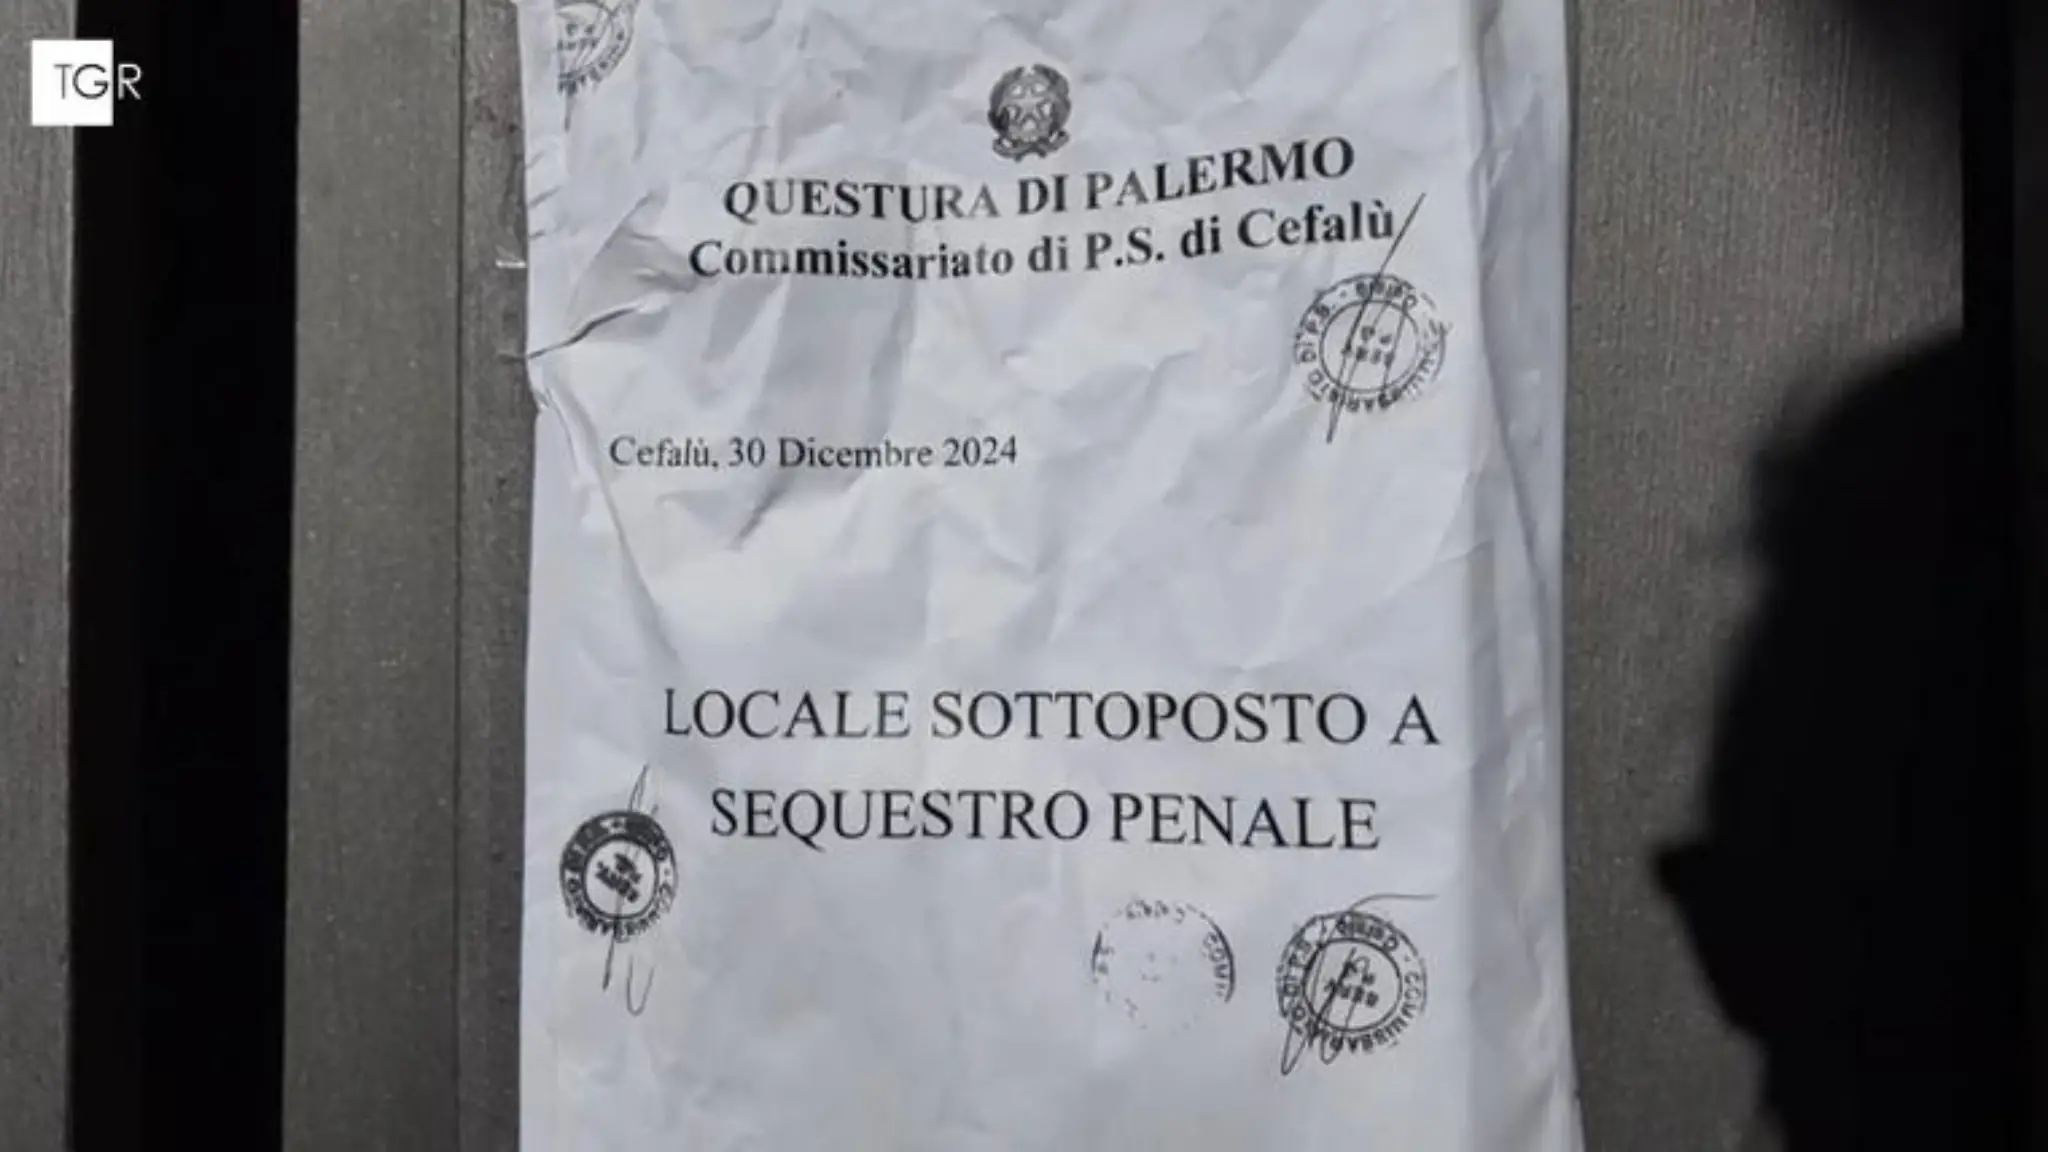 TGR
QUESTURA DI PALERMO
Commissariato di P.S. di Cefalù
Cefalù, 30 Dicembre 2024
LOCALE SOTTOPOSTO A
SEQUESTRO PENALE